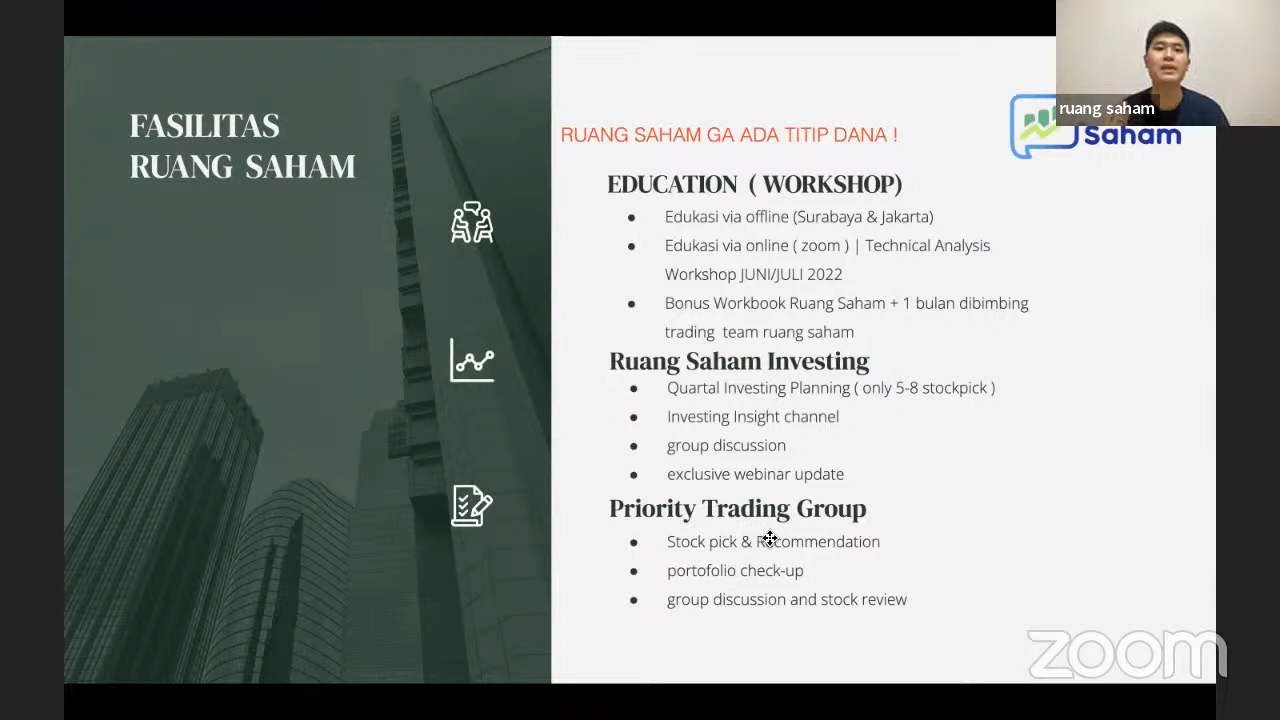 FASILITAS
RUANG SAHAM
RUANG SAHAM GA ADA TITIP DANA !
EDUCATION ( WORKSHOP)
● Edukasi via offline (Surabaya & Jakarta)
● Edukasi via online ( zoom ) | Technical Analysis
Workshop JUNI/JULI 2022
● Bonus Workbook Ruang Saham + 1 bulan dibimbing
trading team ruang saham
Ruang Saham Investing
● Quartal Investing Planning ( only 5-8 stockpick )
● Investing Insight channel
● group discussion
● exclusive webinar update
Priority Trading Group
● Stock pick & Recommendation
● portofolio check-up
● group discussion and stock review
ruang saham
Saham
zoom